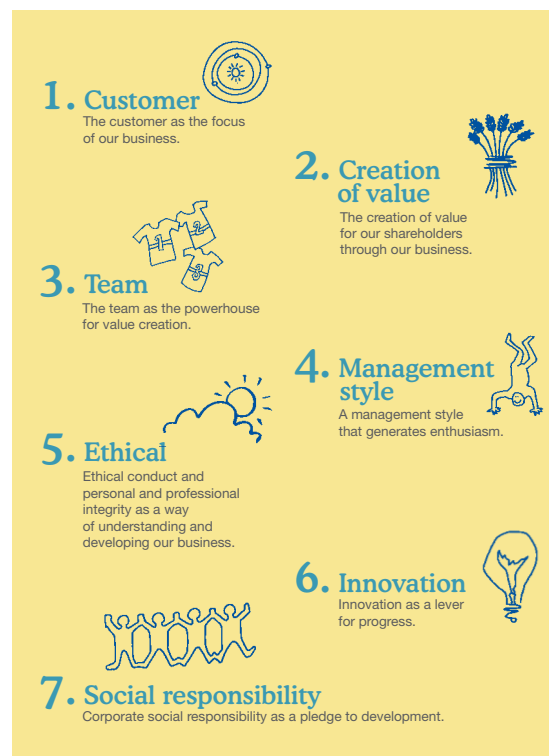 1. Customer
The customer as the focus
of our business.
2. Creation
of value
The creation of value
for our shareholders
through our business.
1
2
3
3. Team
The team as the powerhouse
for value creation.
4. Management
style
A management style
that generates enthusiasm.
5. Ethical
Ethical conduct and
personal and professional
integrity as a way
of understanding and
developing our business.
6. Innovation
Innovation as a lever
for progress.
7. Social responsibility
Corporate social responsibility as a pledge to development.